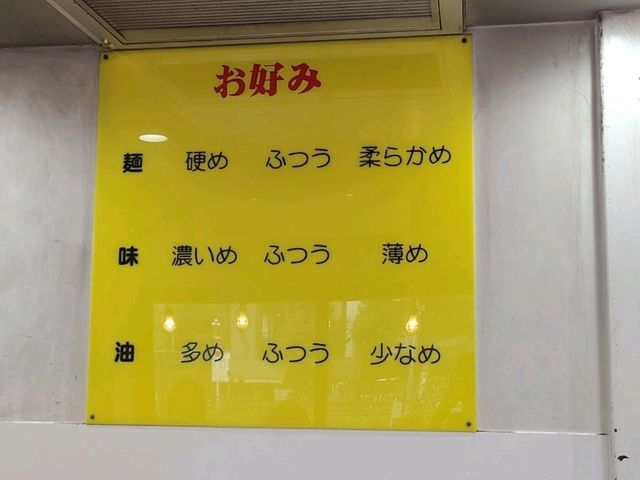 お好み
麺 硬め ふつう 柔らかめ
味 濃いめ ふつう 薄め
油 多め ふつう 少なめ